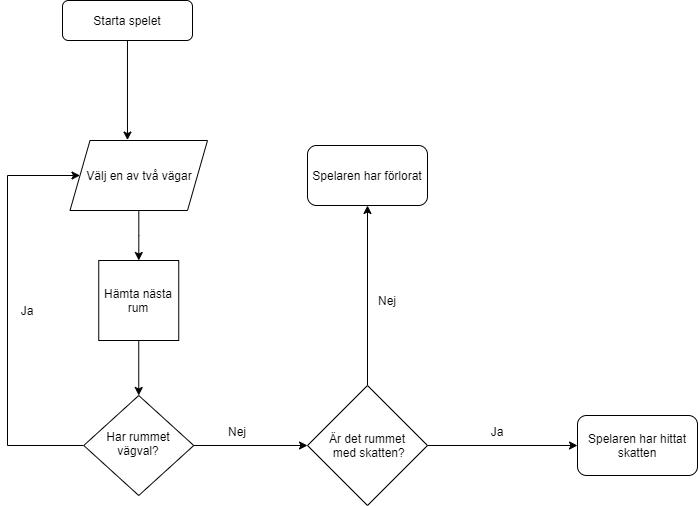 Starta spelet
Välj en av två vägar
Spelaren har förlorat
Hämta nästa
rum
Nej
Ja
Har rummet
vägval?
Nej
Är det rummet
med skatten?
Ja
Spelaren har hittat
skatten